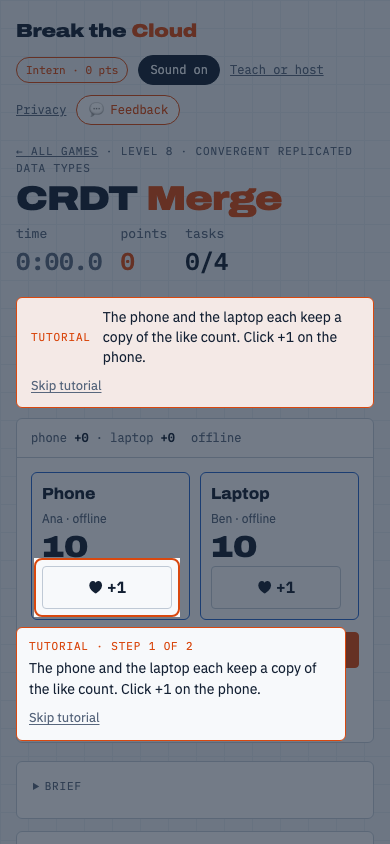 Break the Cloud
Intern · 0 pts
Sound on
Teach or host
Privacy
💬 Feedback
← ALL GAMES · LEVEL 8 · CONVERGENT REPLICATED
DATA TYPES
CRDT Merge
time points tasks
0:00.0 0 0/4
TUTORIAL
The phone and the laptop each keep a
copy of the like count. Click +1 on the
phone.
Skip tutorial
phone +0 · laptop +0 offline
Phone
Ana · offline
10
♥ +1
Laptop
Ben · offline
10
♥ +1
TUTORIAL · STEP 1 OF 2
The phone and the laptop each keep a copy of
the like count. Click +1 on the phone.
Skip tutorial
▶ BRIEF